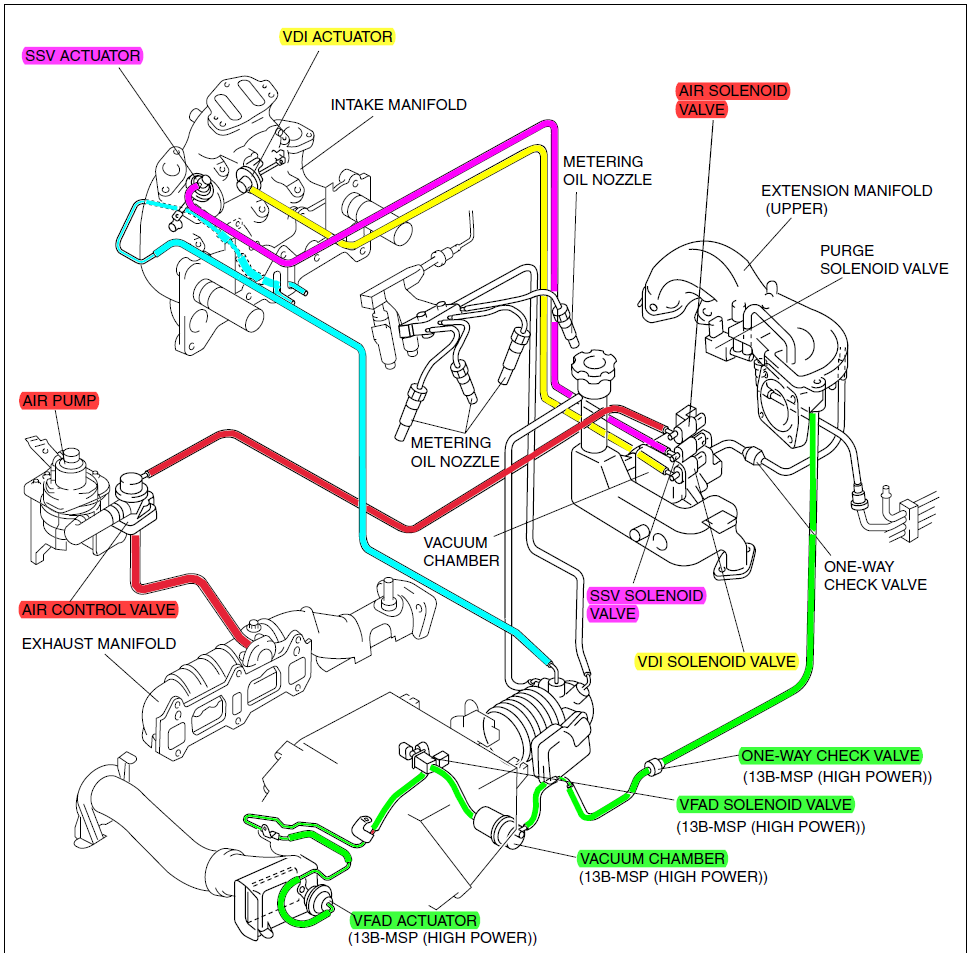 VDI ACTUATOR
SSV ACTUATOR
INTAKE MANIFOLD
AIR SOLENOID
VALVE
METERING
OIL NOZZLE
EXTENSION MANIFOLD
(UPPER)
PURGE
SOLENOID VALVE
AIR PUMP
METERING
OIL NOZZLE
VACUUM
CHAMBER
ONE-WAY
CHECK VALVE
SSV SOLENOID
VALVE
AIR CONTROL VALVE
EXHAUST MANIFOLD
VDI SOLENOID VALVE
ONE-WAY CHECK VALVE
(13B-MSP (HIGH POWER))
VFAD SOLENOID VALVE
(13B-MSP (HIGH POWER))
VACUUM CHAMBER
(13B-MSP (HIGH POWER))
VFAD ACTUATOR
(13B-MSP (HIGH POWER))